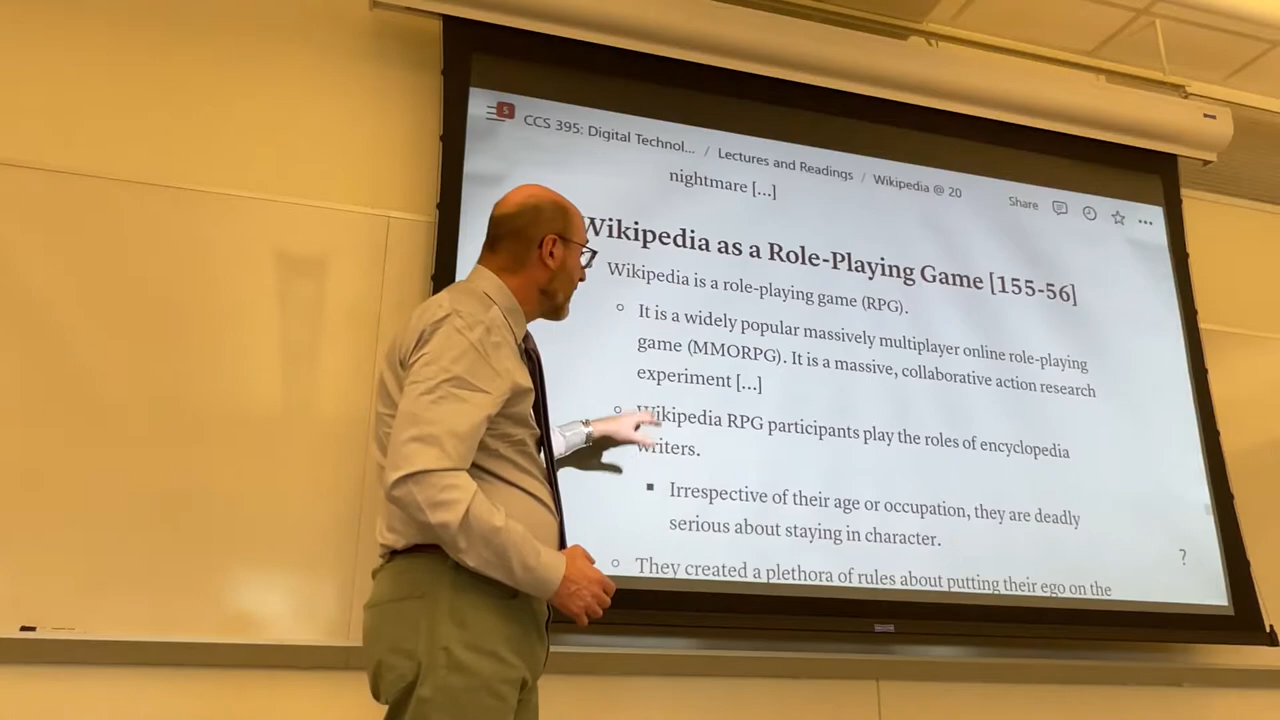 5
CCS 395: Digital Technol... / Lectures and Readings / Wikipedia @ 20
Share
nightmare [...]
Wikipedia as a Role-Playing Game [155-56]
Wikipedia is a role-playing game (RPG).
It is a widely popular massively multiplayer online role-playing
game (MMORPG). It is a massive, collaborative action research
experiment [...]
Wikipedia RPG participants play the roles of encyclopedia
writers.
Irrespective of their age or occupation, they are deadly
serious about staying in character.
They created a plethora of rules about putting their ego on the
?